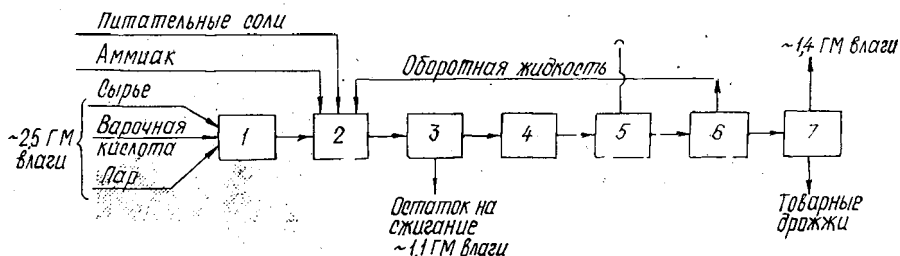 Питательные соли
~1,4 ГМ влаги
Аммиак
Оборотная жидкость
Сырье
~2,5 ГМ
влаги
Варочная
кислота
Пар
1
2
3
4
5
6
7
Остаток на
сжигание
~1,1 ГМ влаги
Товарные
дрожжи